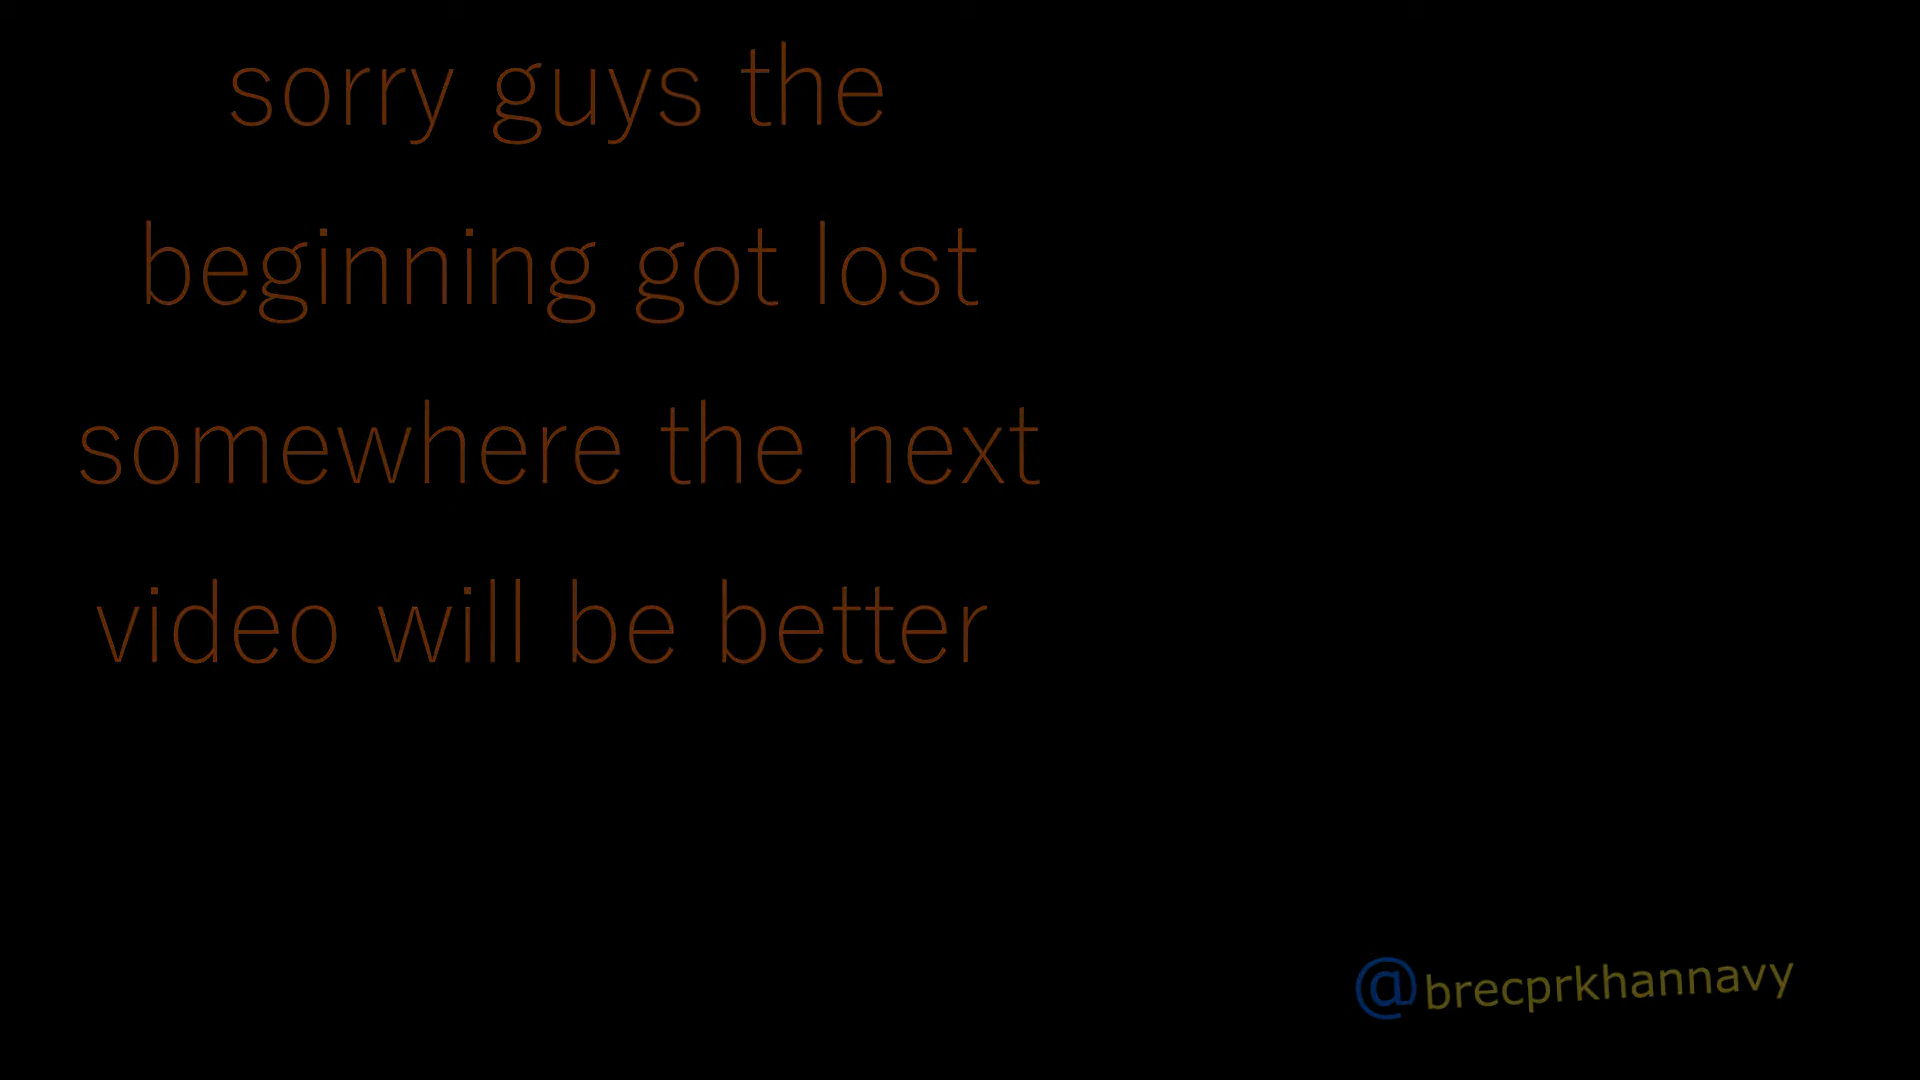 sorry guys the
beginning got lost
somewhere the next
video will be better
@brecprkhannavy